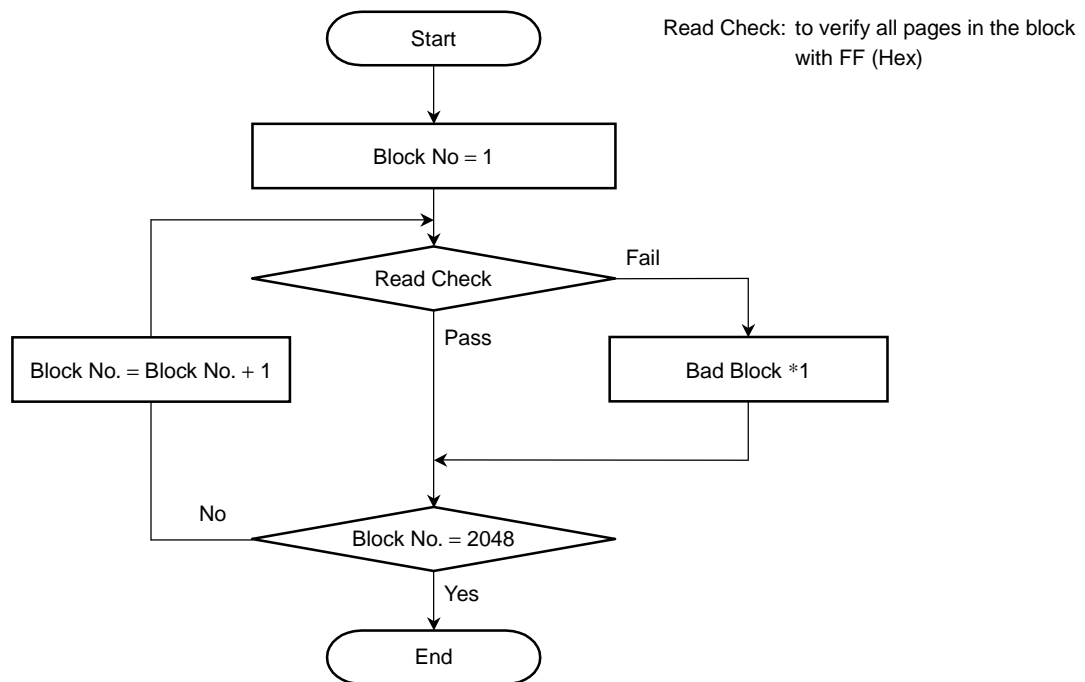 Start
Read Check: to verify all pages in the block
with FF (Hex)
Block No = 1
Read Check
Fail
Pass
Block No. = Block No. + 1
Bad Block *1
No
Block No. = 2048
Yes
End